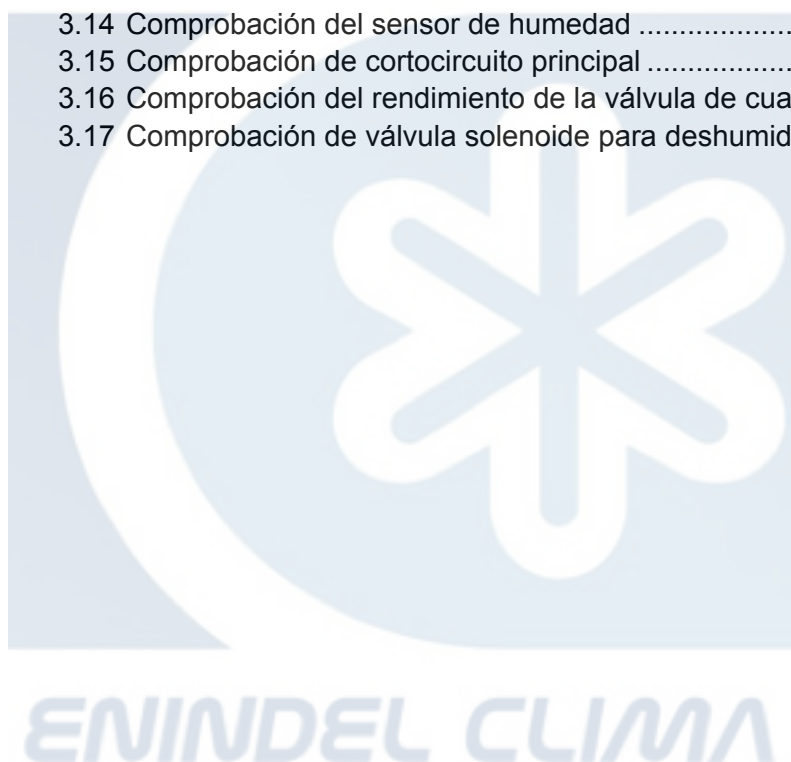 3.14 Comprobación del sensor de humedad ...................
3.15 Comprobación de cortocircuito principal ..................
3.16 Comprobación del rendimiento de la válvula de cua
3.17 Comprobación de válvula solenoide para deshumid
ENINDEL CLIMA